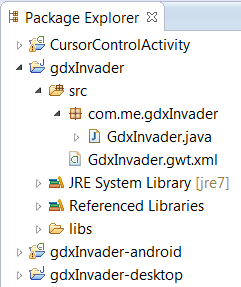 Package Explorer
CursorControlActivity
gdxInvader
src
com.me.gdxInvader
GdxInvader.java
GdxInvader.gwt.xml
JRE System Library [jre7]
Referenced Libraries
libs
gdxInvader-android
gdxInvader-desktop